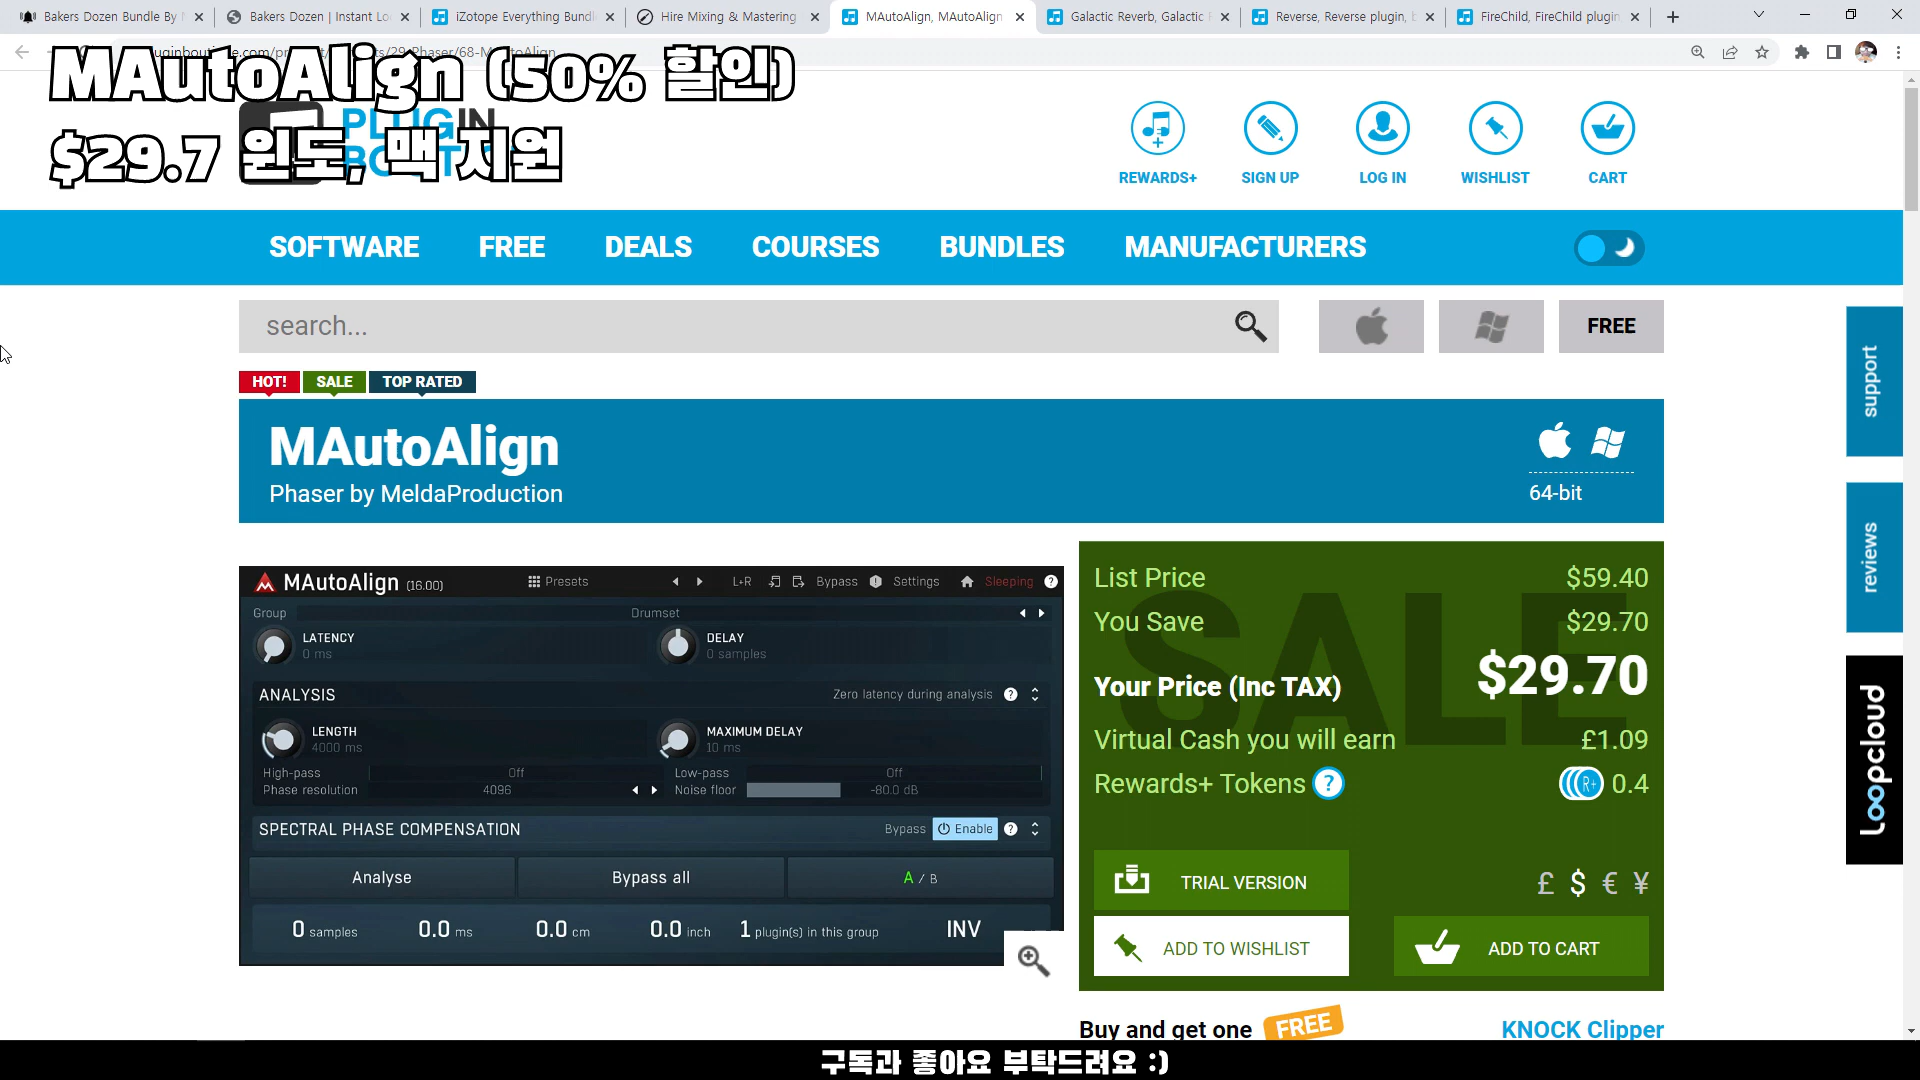 Bakers Dozen Bundle By
Bakers Dozen | Instant Lo
iZotope Everything Bundl
Hire Mixing & Mastering
MAutoAlign, MAutoAlign
Galactic Reverb, Galactic
Reverse, Reverse plugin,
FireChild, FireChild plugin
MAutoAlign (50% 할인)
$29.7 윈도, 맥 지원
PLUGIN
REWARDS+
SIGN UP
LOG IN
WISHLIST
CART
SOFTWARE
FREE
DEALS
COURSES
BUNDLES
MANUFACTURERS
search...
FREE
HOT!
SALE
TOP RATED
MAutoAlign
Phaser by MeldaProduction
64-bit
support
reviews
loopcloud
MAutoAlign (16.00)
Presets
L+R
Bypass
Settings
Sleeping
Group
Drumset
LATENCY
0 ms
DELAY
0 samples
ANALYSIS
Zero latency during analysis
LENGTH
4000 ms
MAXIMUM DELAY
10 ms
High-pass Off
Low-pass Off
Phase resolution 4096
Noise floor -80.0 dB
SPECTRAL PHASE COMPENSATION
Bypass
Enable
Analyse
Bypass all
A / B
0 samples
0.0 ms
0.0 cm
0.0 inch
1 plugin(s) in this group
INV
SALE
List Price $59.40
You Save $29.70
Your Price (Inc TAX) $29.70
Virtual Cash you will earn £1.09
Rewards+ Tokens ? R+ 0.4
TRIAL VERSION
£ $ € ¥
ADD TO WISHLIST
ADD TO CART
Buy and get one FREE
KNOCK Clipper
구독과 좋아요 부탁드려요 :)